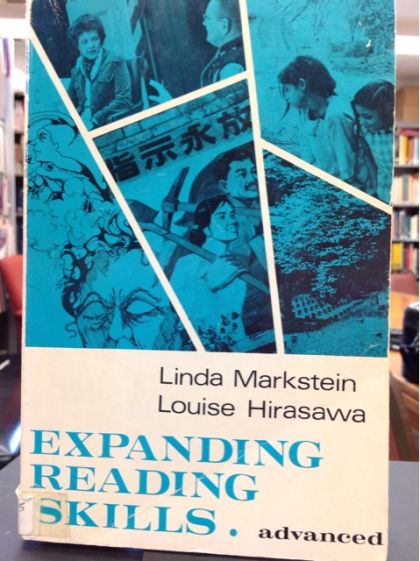 指示永放
Linda Markstein
Louise Hirasawa
EXPANDING
READING
SKILLS. advanced